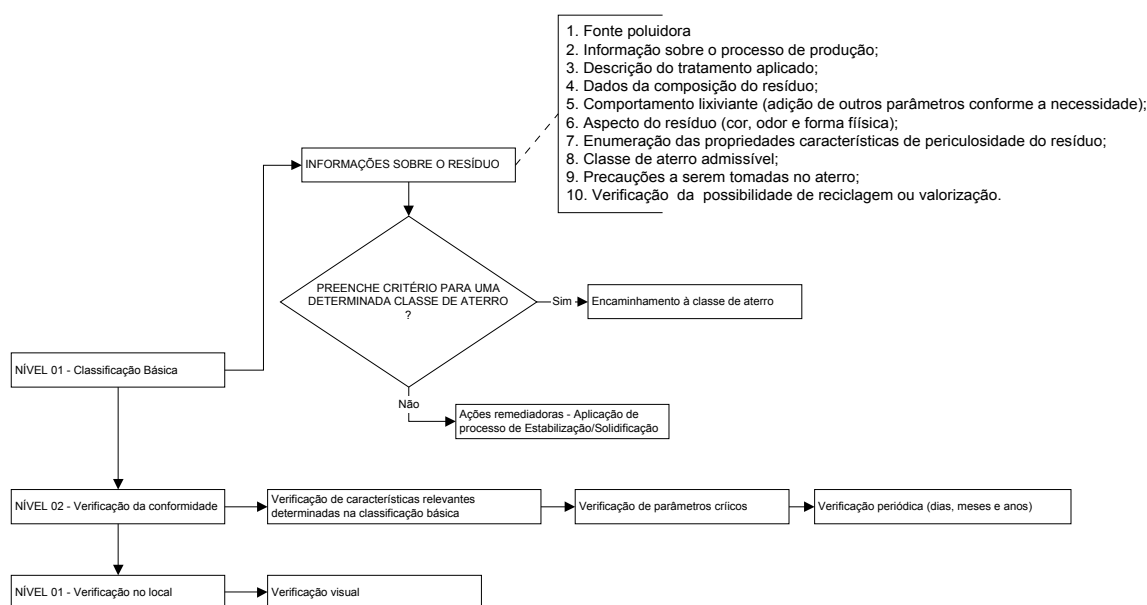 1. Fonte poluidora
2. Informação sobre o processo de produção;
3. Descrição do tratamento aplicado;
4. Dados da composição do resíduo;
5. Comportamento lixiviante (adição de outros parâmetros conforme a necessidade);
6. Aspecto do resíduo (cor, odor e forma fíísica);
7. Enumeração das propriedades características de periculosidade do resíduo;
8. Classe de aterro admissível;
9. Precauções a serem tomadas no aterro;
10. Verificação da possibilidade de reciclagem ou valorização.
INFORMAÇÕES SOBRE O RESÍDUO
PREENCHE CRITÉRIO PARA UMA
DETERMINADA CLASSE DE ATERRO
?
Sim
Encaminhamento à classe de aterro
NÍVEL 01 - Classificação Básica
Não
Ações remediadoras - Aplicação de
processo de Estabilização/Solidificação
NÍVEL 02 - Verificação da conformidade
Verificação de características relevantes
determinadas na classificação básica
Verificação de parâmetros críicos
Verificação periódica (dias, meses e anos)
NÍVEL 01 - Verificação no local
Verificação visual